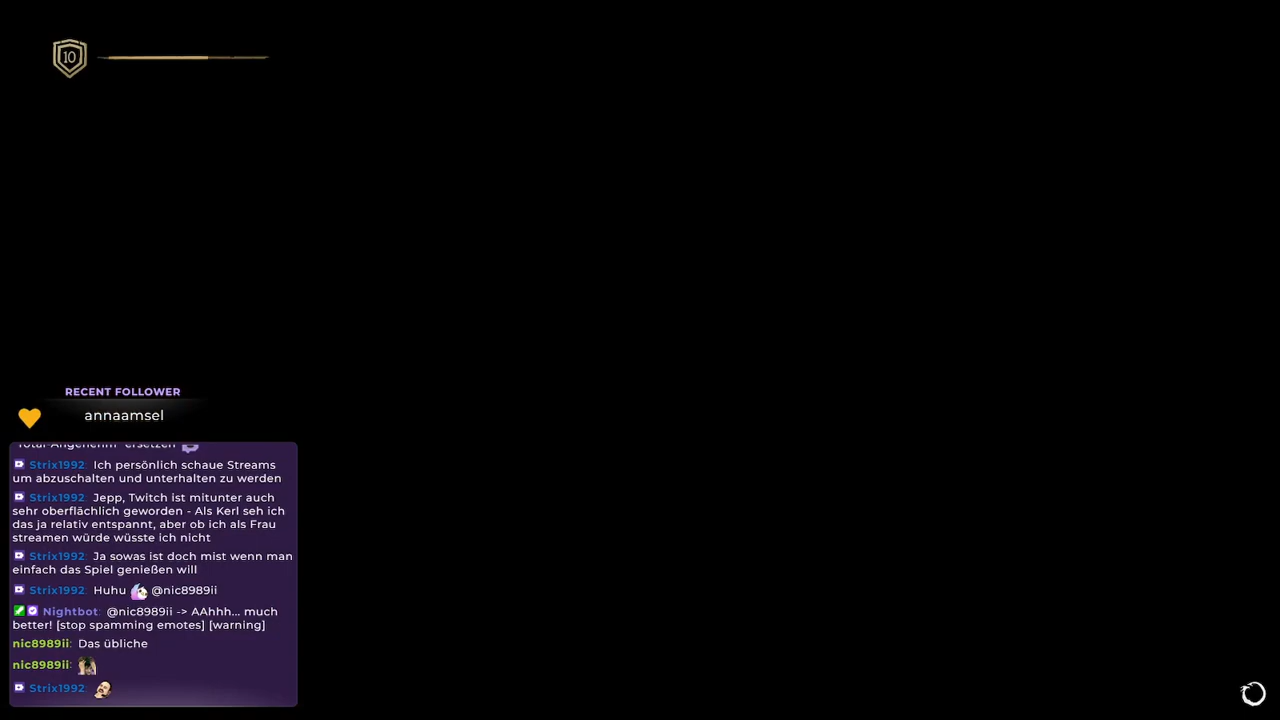 10
RECENT FOLLOWER
annaamsel
Total-Angenehm" ersetzen
Strix1992: Ich persönlich schaue Streams
um abzuschalten und unterhalten zu werden
Strix1992: Jepp, Twitch ist mitunter auch
sehr oberflächlich geworden - Als Kerl seh ich
das ja relativ entspannt, aber ob ich als Frau
streamen würde wüsste ich nicht
Strix1992: Ja sowas ist doch mist wenn man
einfach das Spiel genießen will
Strix1992: Huhu @nic8989ii
Nightbot: @nic8989ii -> AAhhh... much
better! [stop spamming emotes] [warning]
nic8989ii: Das übliche
nic8989ii:
Strix1992: